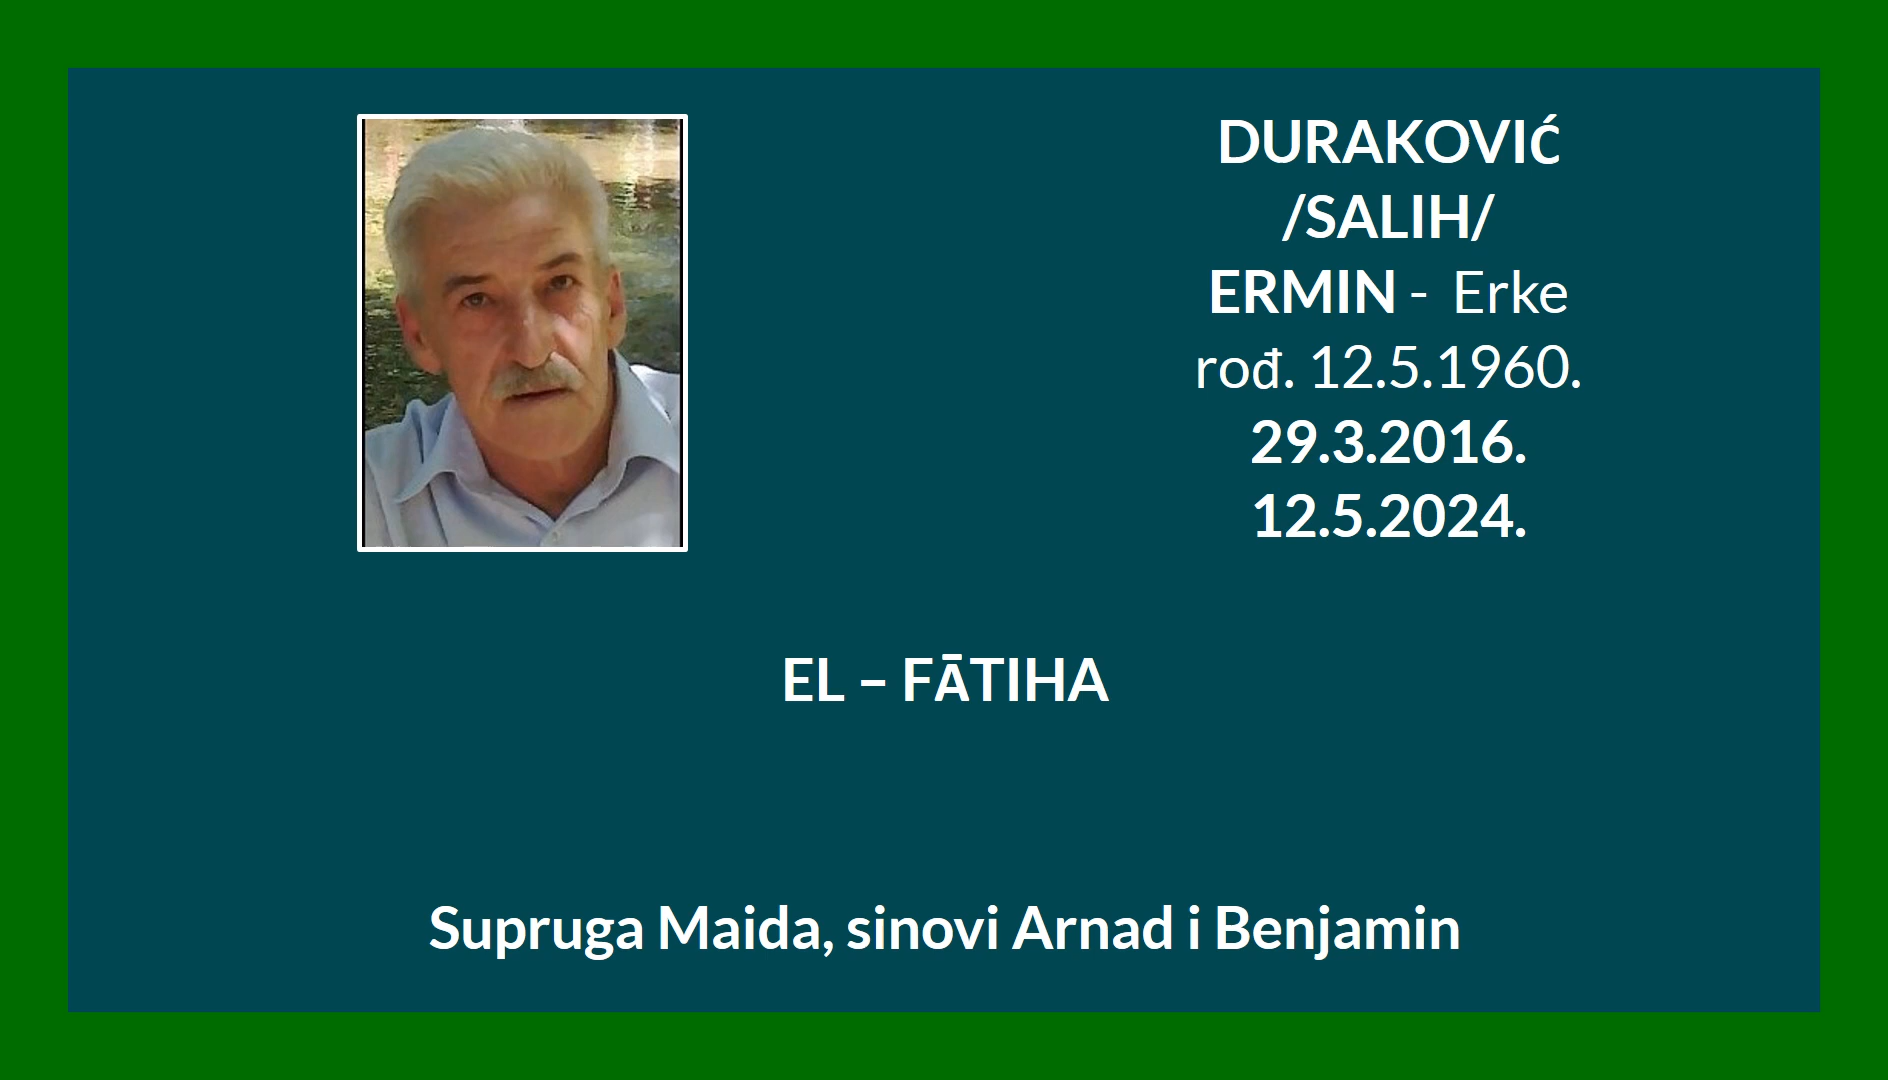 DURAKOVIĆ
/SALIH/
ERMIN - Erke
rođ. 12.5.1960.
29.3.2016.
12.5.2024.
EL – FĀTIHA
Supruga Maida, sinovi Arnad i Benjamin